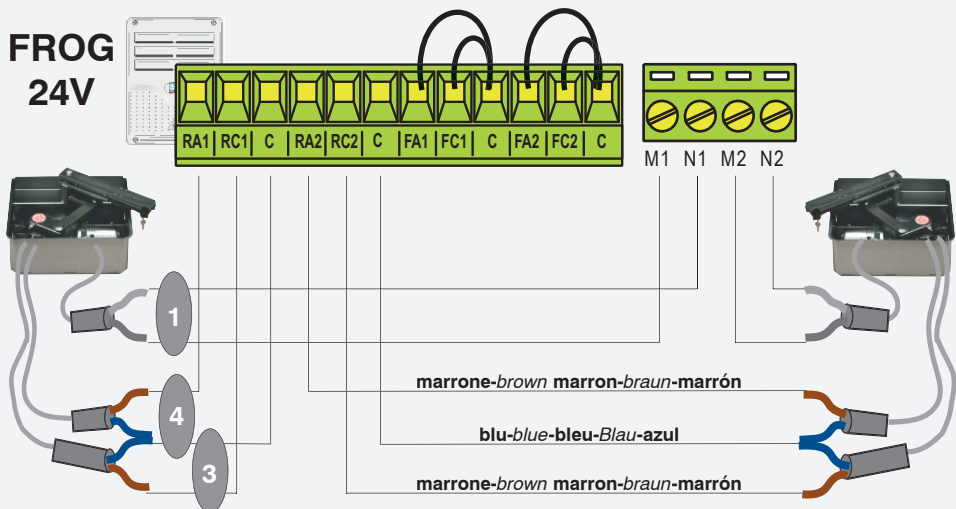 FROG
24V
RA1 RC1 C RA2 RC2 C FA1 FC1 C FA2 FC2 C
M1 N1 M2 N2
1
marrone-brown marron-braun-marrón
4
blu-blue-bleu-Blau-azul
3
marrone-brown marron-braun-marrón